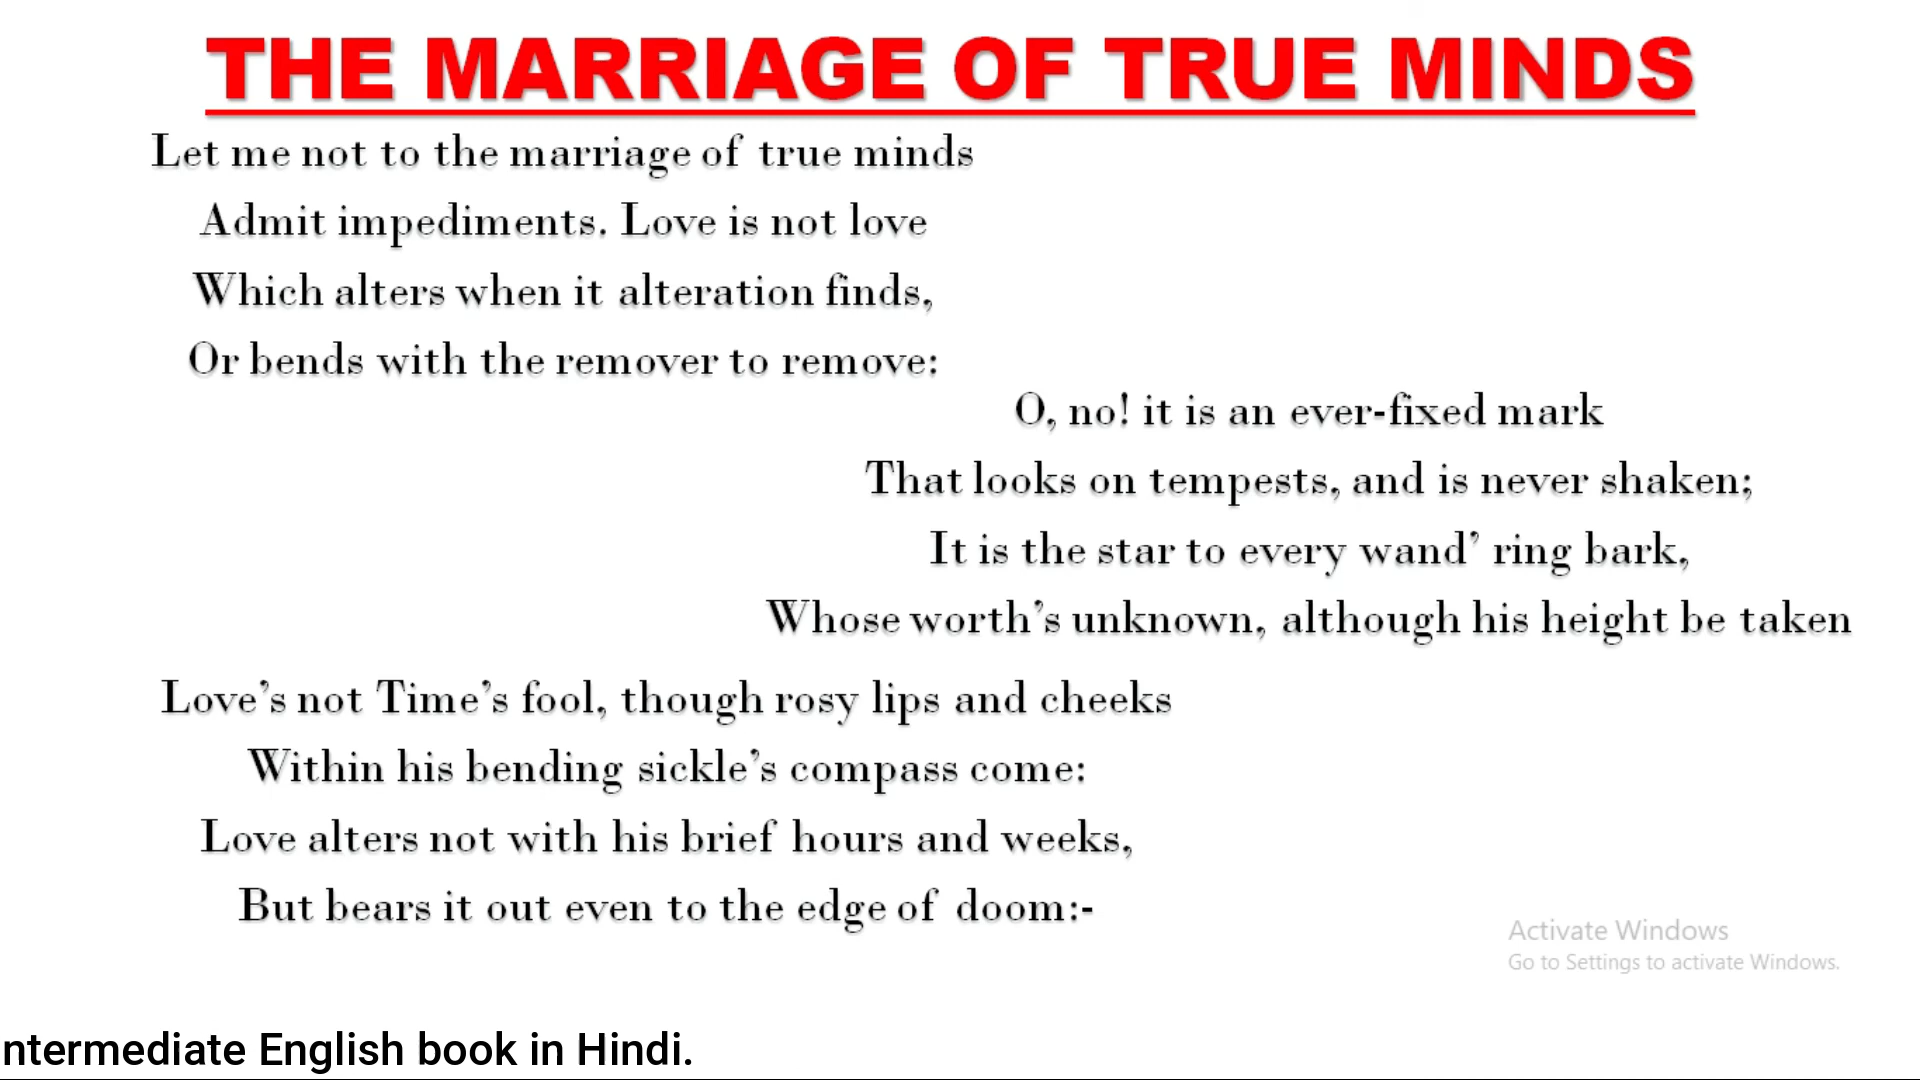 THE MARRIAGE OF TRUE MINDS
Let me not to the marriage of true minds
Admit impediments. Love is not love
Which alters when it alteration finds,
Or bends with the remover to remove:
O, no! it is an ever-fixed mark
That looks on tempests, and is never shaken;
It is the star to every wand’ ring bark,
Whose worth’s unknown, although his height be taken
Love’s not Time’s fool, though rosy lips and cheeks
Within his bending sickle’s compass come:
Love alters not with his brief hours and weeks,
But bears it out even to the edge of doom:-
Activate Windows
Go to Settings to activate Windows.
ntermediate English book in Hindi.